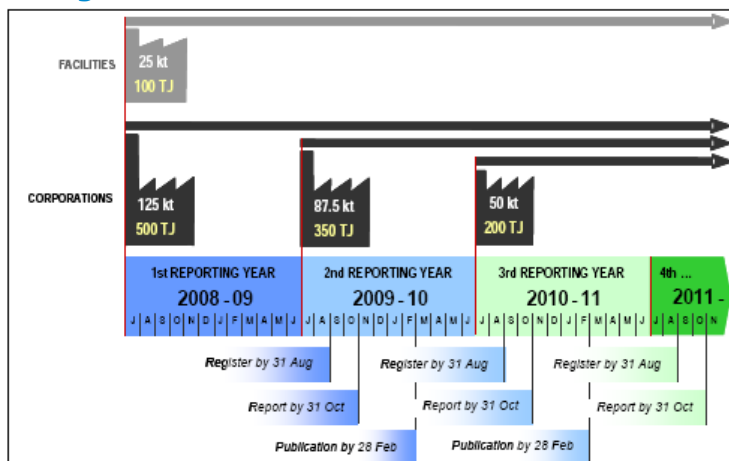 FACILITIES
25 kt
100 TJ
CORPORATIONS
125 kt
500 TJ
87.5 kt
350 TJ
50 kt
200 TJ
1st REPORTING YEAR
2008 - 09
2nd REPORTING YEAR
2009 - 10
3rd REPORTING YEAR
2010 - 11
4th ...
2011 -
J A S O N D J F M A M J J A S O N D J F M A M J J A S O N D J F M A M J J A S O N
Register by 31 Aug
Register by 31 Aug
Register by 31 Aug
Report by 31 Oct
Report by 31 Oct
Report by 31 Oct
Publication by 28 Feb
Publication by 28 Feb